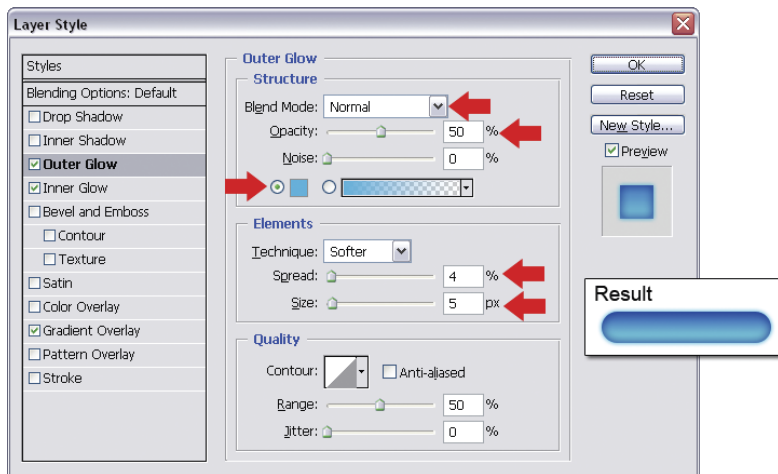 Layer Style
Styles
Blending Options: Default
Drop Shadow
Inner Shadow
Outer Glow
Inner Glow
Bevel and Emboss
Contour
Texture
Satin
Color Overlay
Gradient Overlay
Pattern Overlay
Stroke
Outer Glow
Structure
Blend Mode: Normal
Opacity: 50 %
Noise: 0 %
Elements
Technique: Softer
Spread: 4 %
Size: 5 px
Quality
Contour: Anti-aliased
Range: 50 %
Jitter: 0 %
OK
Reset
New Style...
Preview
Result